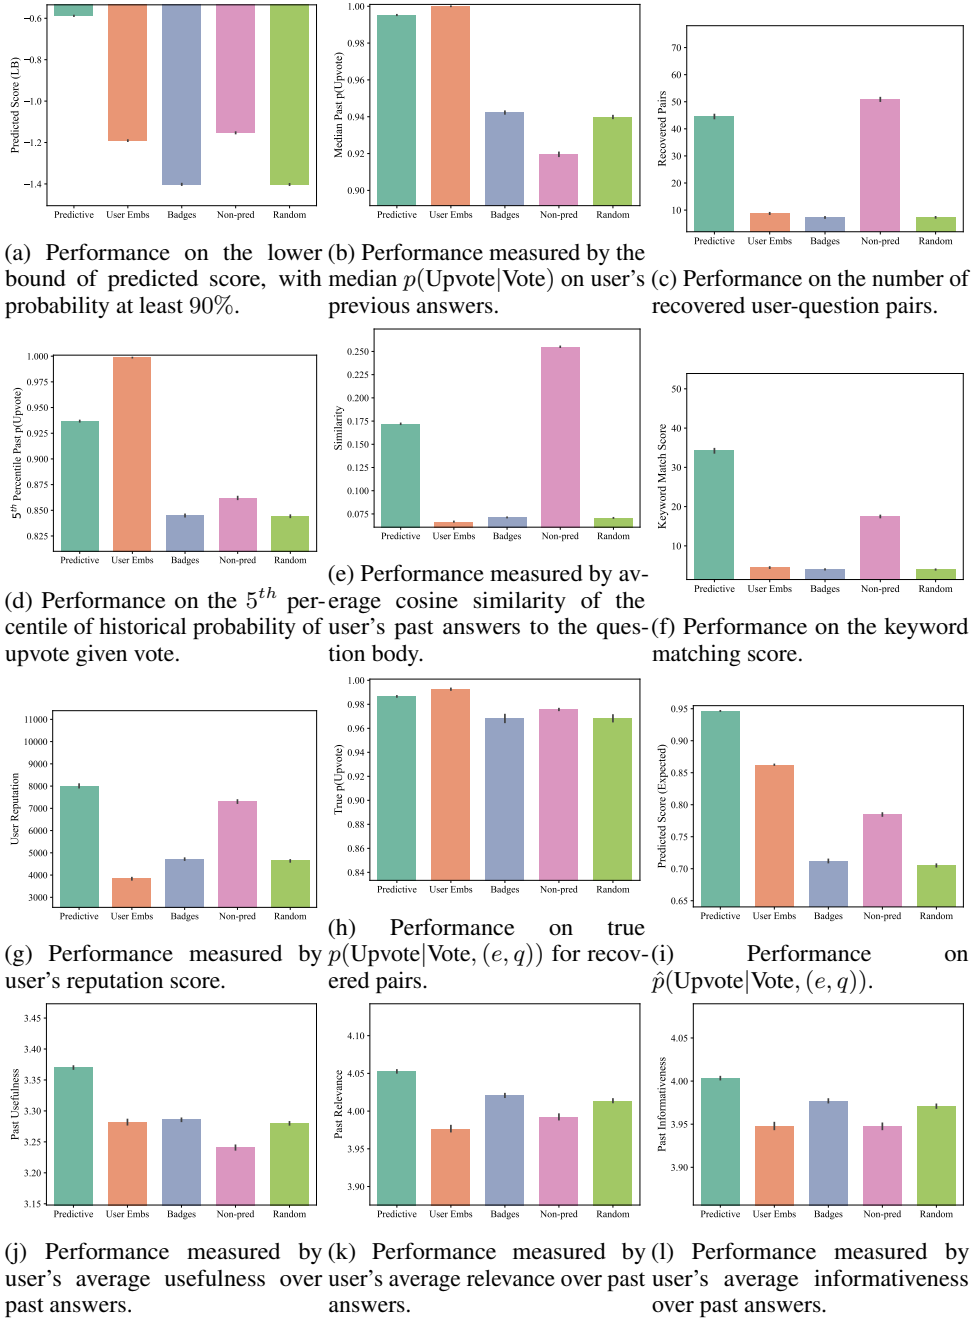 −0.6
−0.8
−1.0
−1.2
−1.4
Predicted Score (LB)
Predictive User Embs Badges Non-pred Random
(a) Performance on the lower
bound of predicted score, with
probability at least 90%.
1.00
0.98
0.96
0.94
0.92
0.90
Median Past p(Upvote)
Predictive User Embs Badges Non-pred Random
(b) Performance measured by the
median p(Upvote|Vote) on user's
previous answers.
70
60
50
40
30
20
10
Recovered Pairs
Predictive User Embs Badges Non-pred Random
(c) Performance on the number of
recovered user-question pairs.
1.000
0.975
0.950
0.925
0.900
0.875
0.850
0.825
5th Percentile Past p(Upvote)
Predictive User Embs Badges Non-pred Random
(d) Performance on the 5th per-
centile of historical probability of
upvote given vote.
0.250
0.225
0.200
0.175
0.150
0.125
0.100
0.075
Similarity
Predictive User Embs Badges Non-pred Random
(e) Performance measured by av-
erage cosine similarity of the
user's past answers to the ques-
tion body.
50
40
30
20
10
Keyword Match Score
Predictive User Embs Badges Non-pred Random
(f) Performance on the keyword
matching score.
11000
10000
9000
8000
7000
6000
5000
4000
3000
User Reputation
Predictive User Embs Badges Non-pred Random
(g) Performance measured by
user's reputation score.
1.00
0.98
0.96
0.94
0.92
0.90
0.88
0.86
0.84
True p(Upvote)
Predictive User Embs Badges Non-pred Random
(h) Performance on true
p(Upvote|Vote, (e, q)) for recov-
ered pairs.
0.95
0.90
0.85
0.80
0.75
0.70
0.65
Predicted Score (Expected)
Predictive User Embs Badges Non-pred Random
(i) Performance on
p̂(Upvote|Vote, (e, q)).
3.45
3.40
3.35
3.30
3.25
3.20
3.15
Past Usefulness
Predictive User Embs Badges Non-pred Random
(j) Performance measured by
user's average usefulness over
past answers.
4.10
4.05
4.00
3.95
3.90
Past Relevance
Predictive User Embs Badges Non-pred Random
(k) Performance measured by
user's average relevance over past
answers.
4.05
4.00
3.95
3.90
Past Informativeness
Predictive User Embs Badges Non-pred Random
(l) Performance measured by
user's average informativeness
over past answers.